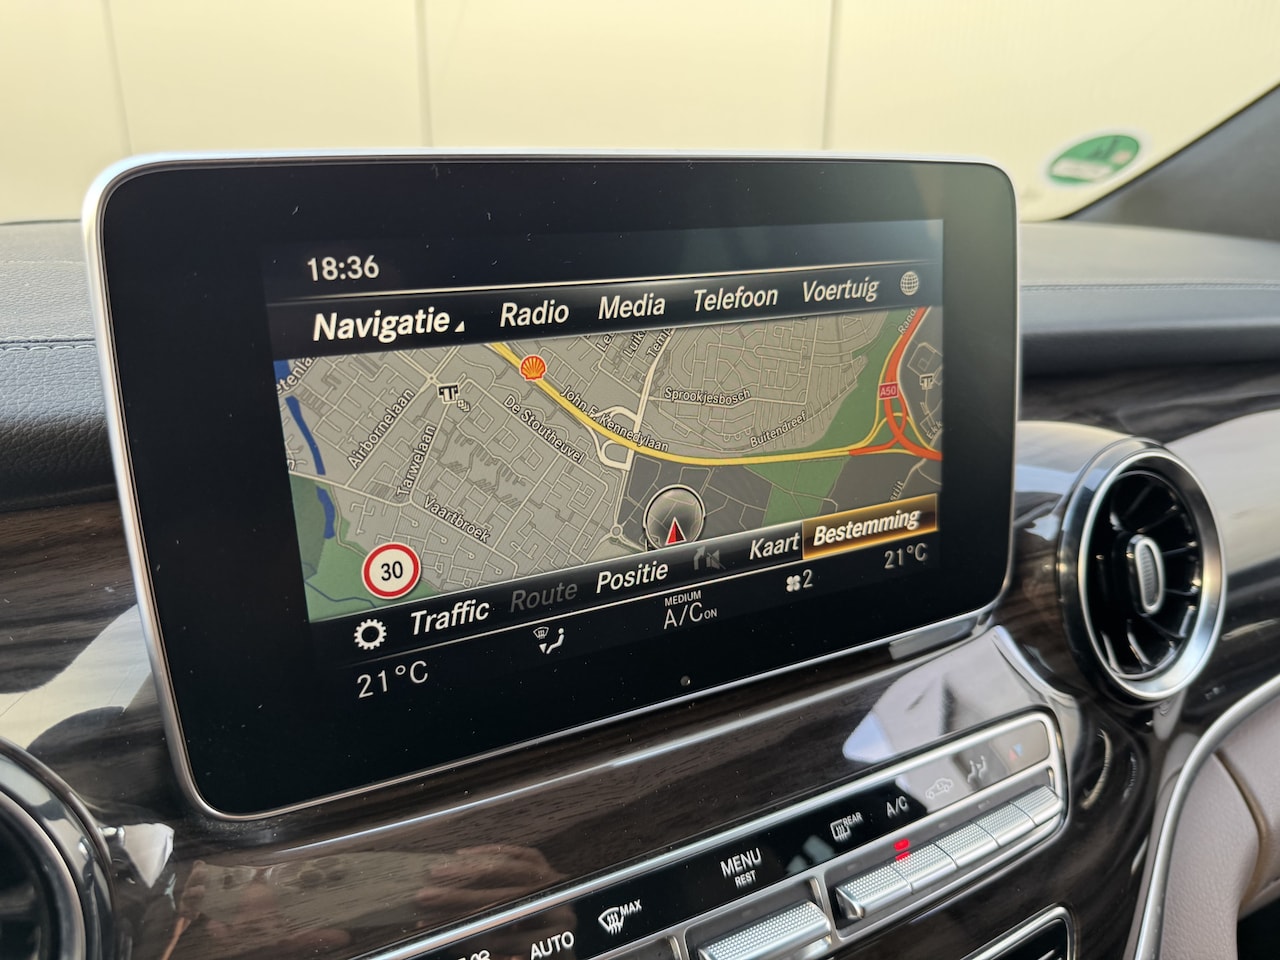 18:36
Navigatie Radio Media Telefoon Voertuig
Airbornelaan
Tarwelaan
Vaartbroek
De Stoutheuvel
John F. Kennedylaan
Sprookjesbosch
Buitendreef
A50
30
Traffic Route Positie Kaart Bestemming
21°C
MEDIUM
A/C ON
2
21°C
AUTO
MAX
MENU
REST
REAR
A/C